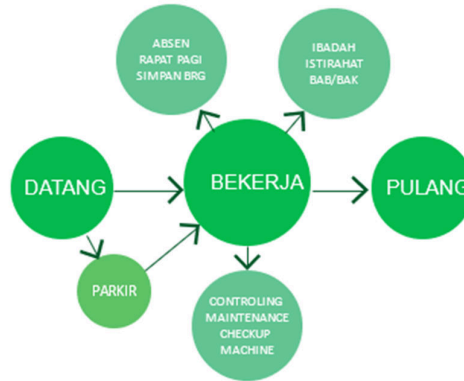 ABSEN
RAPAT PAGI
SIMPAN BRG
IBADAH
ISTIRAHAT
BAB/BAK
DATANG
BEKERJA
PULANG
PARKIR
CONTROLING
MAINTENANCE
CHECKUP
MACHINE